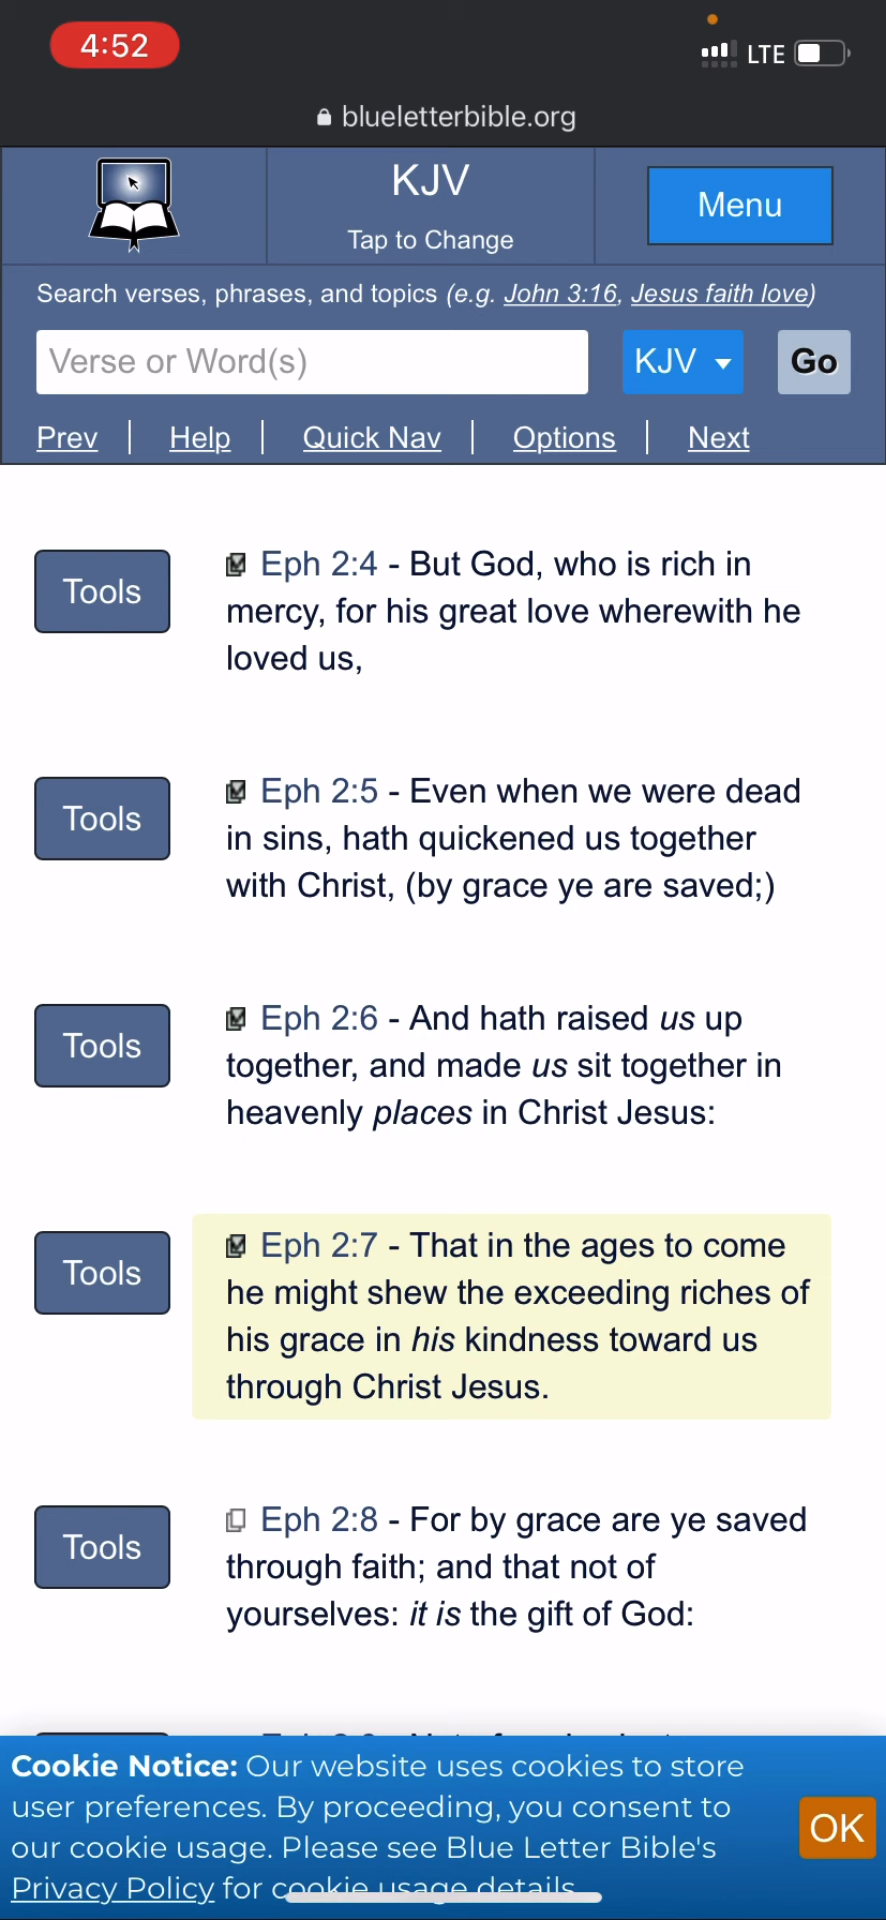 4:52
LTE
blueletterbible.org
KJV
Tap to Change
Menu
Search verses, phrases, and topics (e.g. John 3:16, Jesus faith love)
Verse or Word(s)
KJV
Go
Prev | Help | Quick Nav | Options | Next
Tools
Eph 2:4 - But God, who is rich in
mercy, for his great love wherewith he
loved us,
Tools
Eph 2:5 - Even when we were dead
in sins, hath quickened us together
with Christ, (by grace ye are saved;)
Tools
Eph 2:6 - And hath raised us up
together, and made us sit together in
heavenly places in Christ Jesus:
Tools
Eph 2:7 - That in the ages to come
he might shew the exceeding riches of
his grace in his kindness toward us
through Christ Jesus.
Tools
Eph 2:8 - For by grace are ye saved
through faith; and that not of
yourselves: it is the gift of God:
Cookie Notice: Our website uses cookies to store
user preferences. By proceeding, you consent to
our cookie usage. Please see Blue Letter Bible's
Privacy Policy for cookie usage details
OK